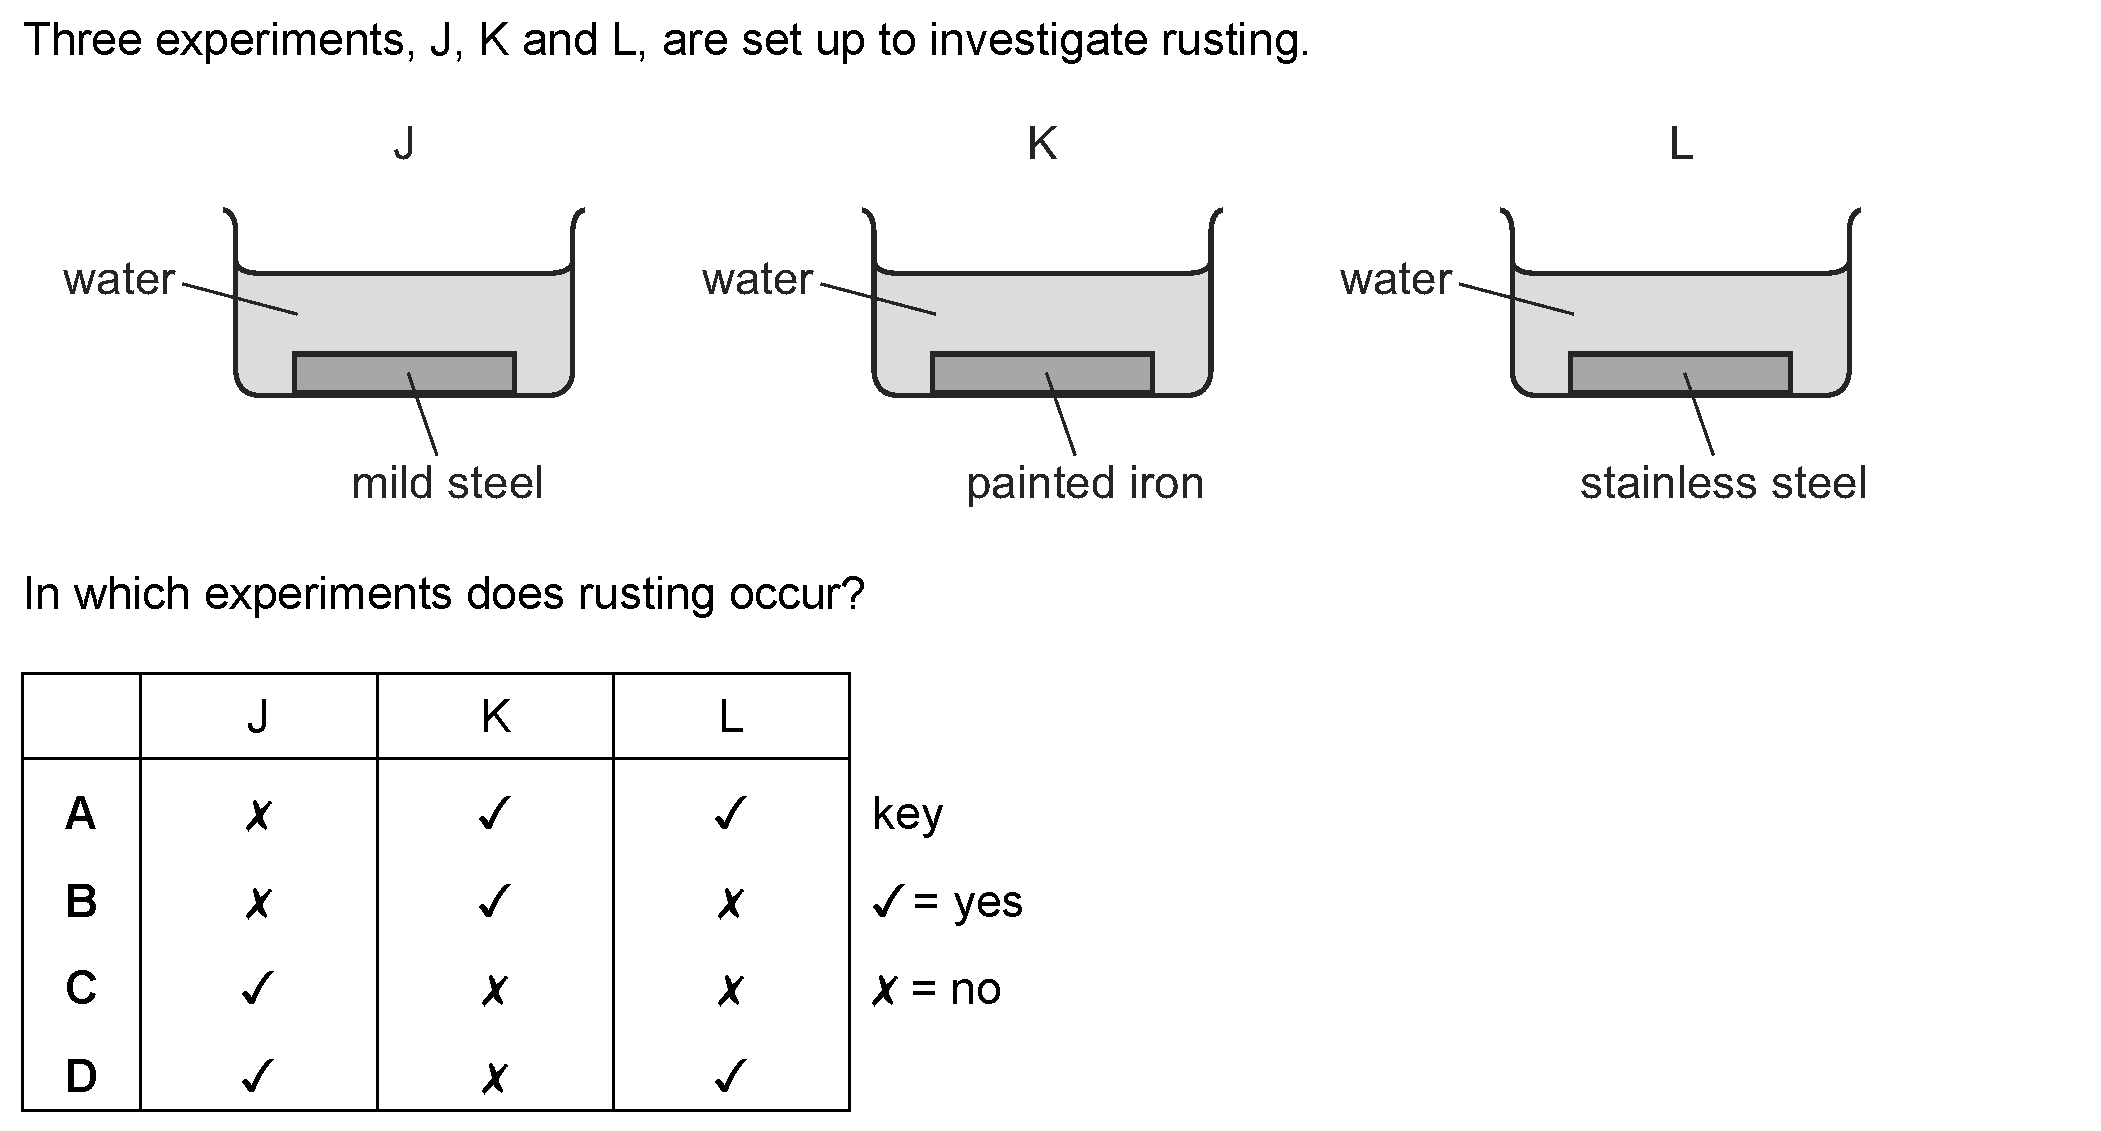 Three experiments, J, K and L, are set up to investigate rusting.
J K L
water water water
mild steel painted iron stainless steel
In which experiments does rusting occur?
J K L
A ✗ ✓ ✓ key
B ✗ ✓ ✗ ✓ = yes
C ✓ ✗ ✗ ✗ = no
D ✓ ✗ ✓